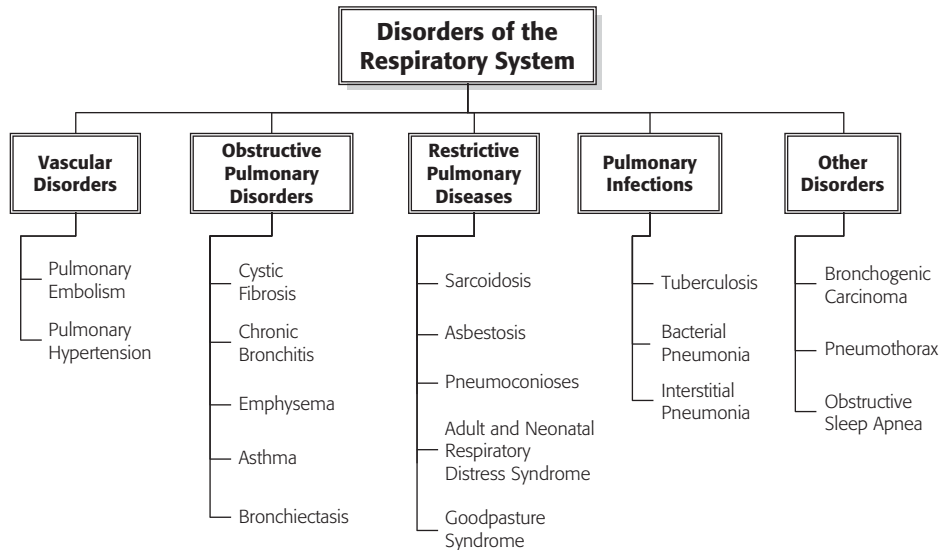 Disorders of the
Respiratory System
Vascular
Disorders
Pulmonary
Embolism
Pulmonary
Hypertension
Obstructive
Pulmonary
Disorders
Cystic
Fibrosis
Chronic
Bronchitis
Emphysema
Asthma
Bronchiectasis
Restrictive
Pulmonary
Diseases
Sarcoidosis
Asbestosis
Pneumoconioses
Adult and Neonatal
Respiratory
Distress Syndrome
Goodpasture
Syndrome
Pulmonary
Infections
Tuberculosis
Bacterial
Pneumonia
Interstitial
Pneumonia
Other
Disorders
Bronchogenic
Carcinoma
Pneumothorax
Obstructive
Sleep Apnea